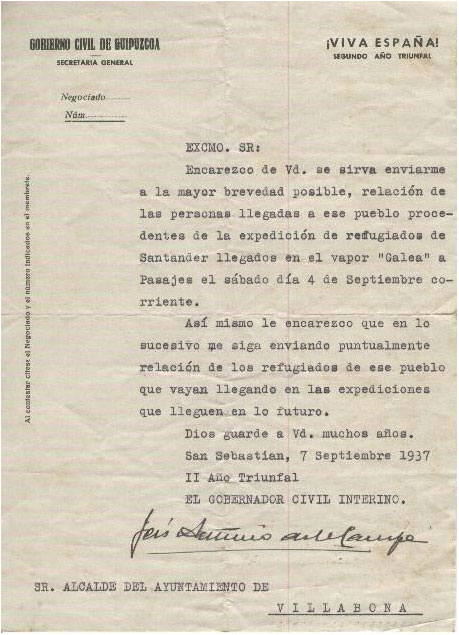 GOBIERNO CIVIL DE GUIPUZCOA
SECRETARIA GENERAL
¡VIVA ESPAÑA!
SEGUNDO AÑO TRIUNFAL
Negociado
Núm.
Al contestar cítese el Negociado y el número indicados en el membrete.
EXCMO. SR:
Encarezco de Vd. se sirva enviarme
a la mayor brevedad posible, relación de
las personas llegadas a ese pueblo proce-
dentes de la expedición de refugiados de
Santander llegados en el vapor "Galea" a
Pasajes el sábado día 4 de Septiembre co-
rriente.
Así mismo le encarezco que en lo
sucesivo me siga enviando puntualmente
relación de los refugiados de ese pueblo
que vayan llegando en las expediciones
que lleguen en lo futuro.
Dios guarde a Vd. muchos años.
San Sebastian, 7 Septiembre 1937
II Año Triunfal
EL GOBERNADOR CIVIL INTERINO.
SR. ALCALDE DEL AYUNTAMIENTO DE
VILLABONA